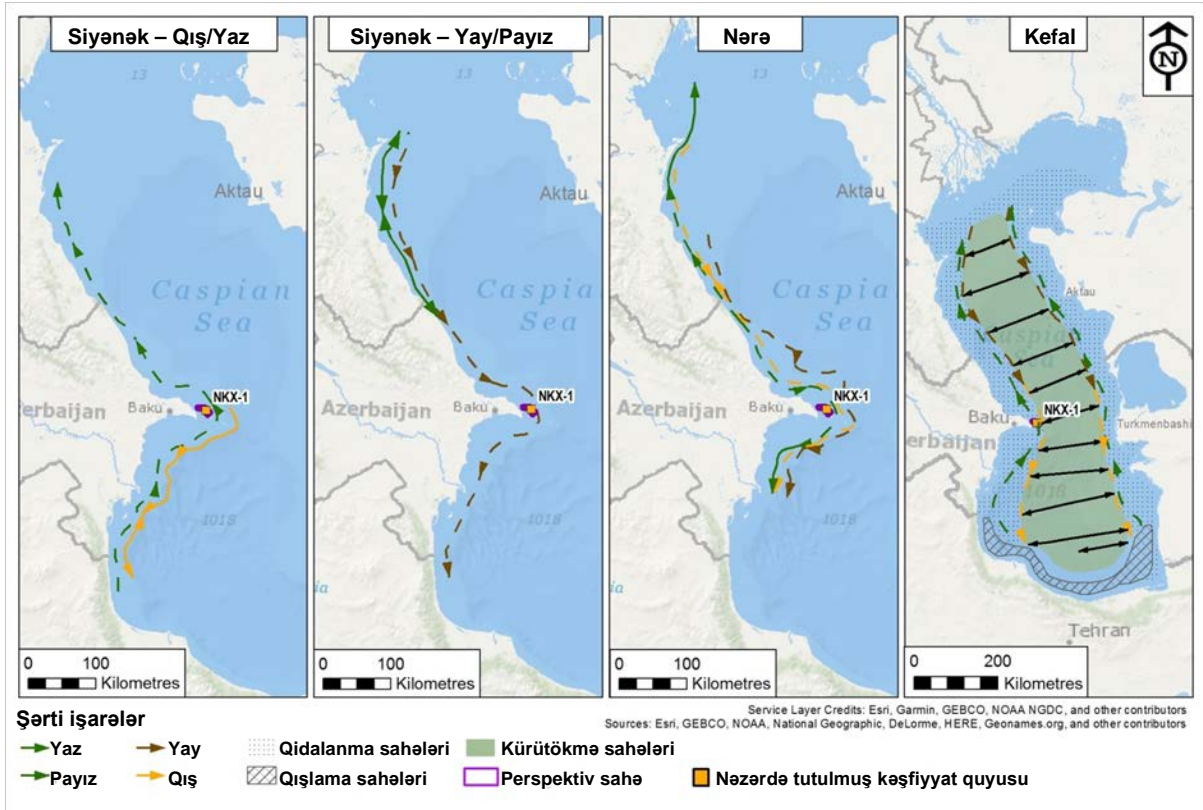 Siyənək – Qış/Yaz
13
Aktau
Caspian
Sea
NKX-1
Baku
erbaijan
1018
0 100
Kilometres
Siyənək – Yay/Payız
13
Aktau
Caspia
Sea
NKX-1
Baku
Azerbaijan
1018
ia
0 100
Kilometres
Nərə
13
Aktau
Caspia
Sea
NKX-1
Baku
Azerbaijan
1018
0 100
Kilometres
Kefal
N
Aktau
Caspian
Sea
NKX-1
Baku
Turkmenbashi
erbaijan
1018
Tehran
0 200
Kilometres
Service Layer Credits: Esri, Garmin, GEBCO, NOAA NGDC, and other contributors
Sources: Esri, GEBCO, NOAA, National Geographic, DeLorme, HERE, Geonames.org, and other contributors
Şərti işarələr
Yaz Yay Qidalanma sahələri Kürütökmə sahələri
Payız Qış Qışlama sahələri Perspektiv sahə Nəzərdə tutulmuş kəşfiyyat quyusu